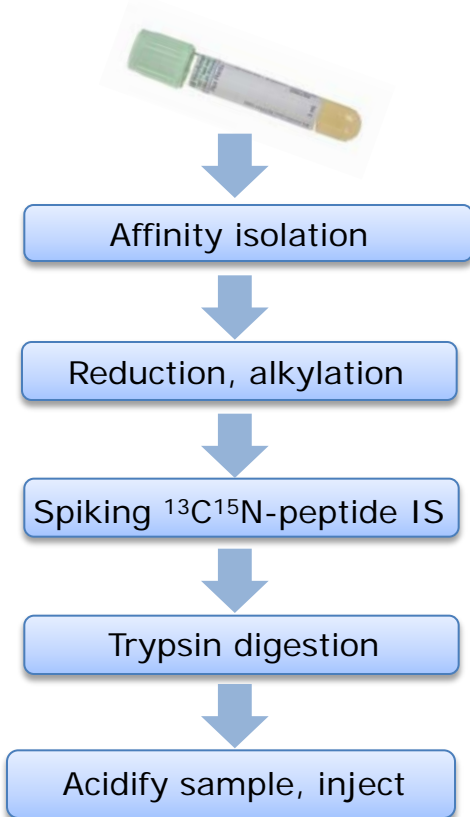 Affinity isolation
Reduction, alkylation
Spiking ¹³C¹⁵N-peptide IS
Trypsin digestion
Acidify sample, inject